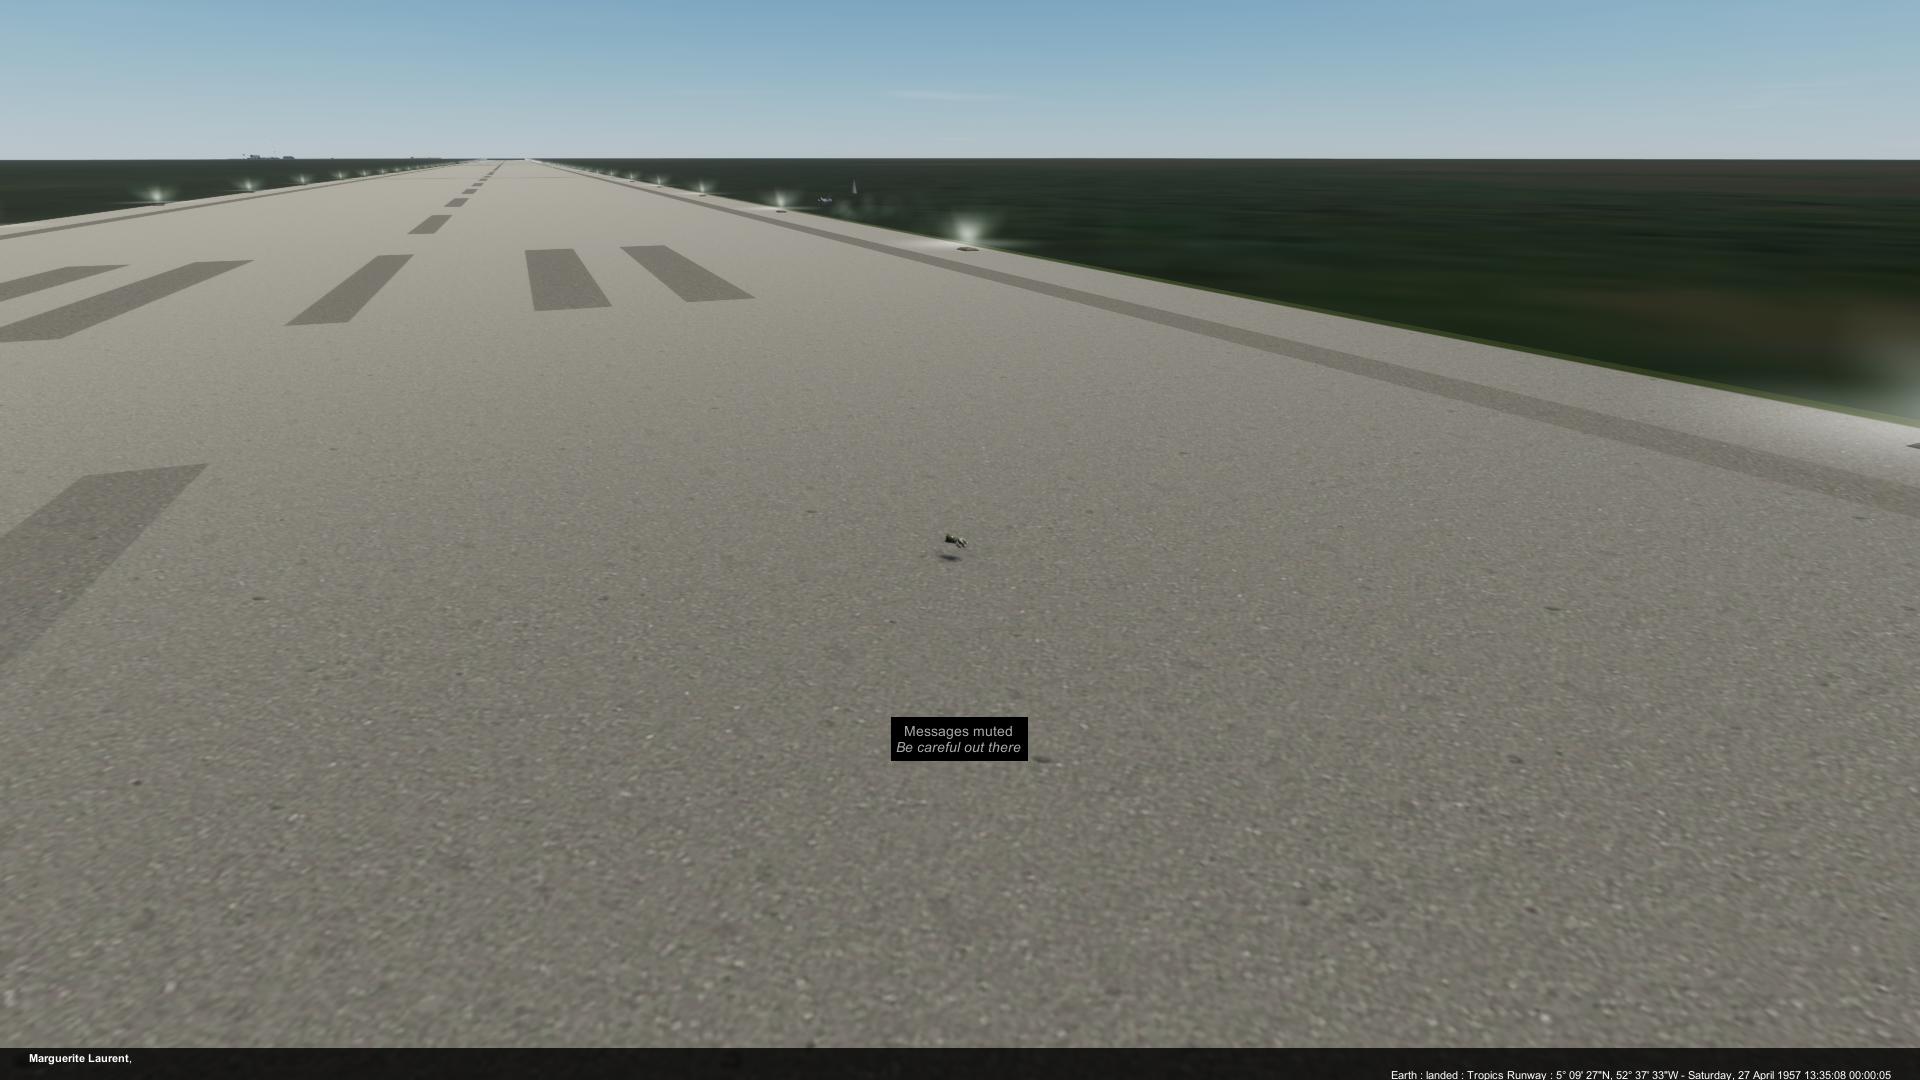 Messages muted
Be careful out there
Marguerite Laurent,
Earth : landed : Tropics Runway : 5° 09' 27"N, 52° 37' 33"W - Saturday, 27 April 1957 13:35:08 00:00:05